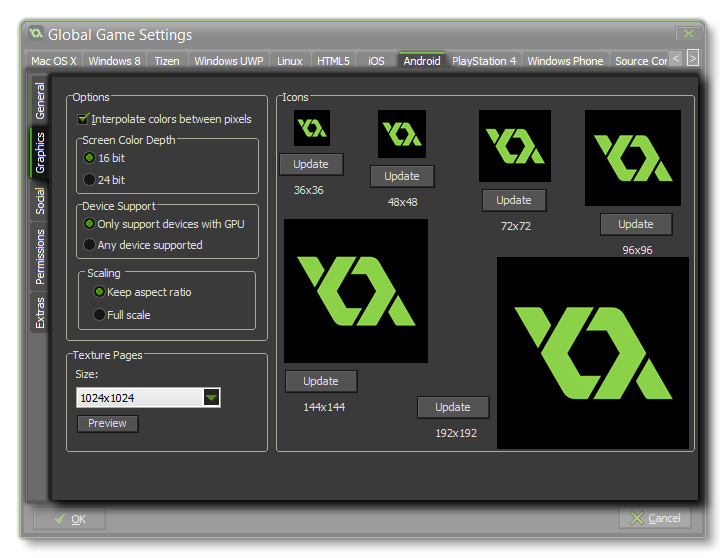 Global Game Settings
Mac OS X Windows 8 Tizen Windows UWP Linux HTML5 iOS Android PlayStation 4 Windows Phone Source Cor < >
General
Graphics
Social
Permissions
Extras
Options
Interpolate colors between pixels
Screen Color Depth
16 bit
24 bit
Device Support
Only support devices with GPU
Any device supported
Scaling
Keep aspect ratio
Full scale
Texture Pages
Size:
1024x1024
Preview
Icons
Update
36x36
Update
48x48
Update
72x72
Update
96x96
Update
144x144
Update
192x192
OK
Cancel